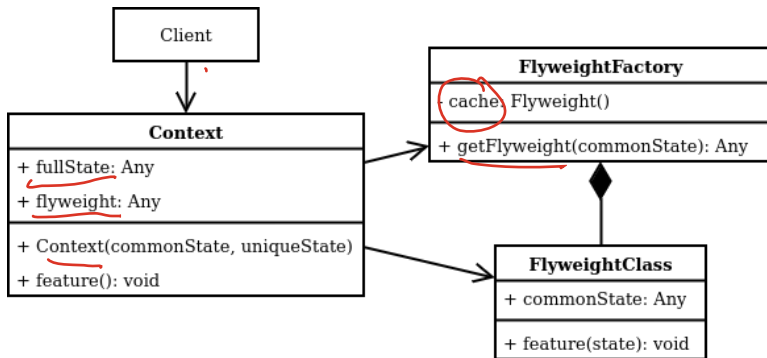 Client
FlyweightFactory
- cache: Flyweight()
+ getFlyweight(commonState): Any
Context
+ fullState: Any
+ flyweight: Any
+ Context(commonState, uniqueState)
+ feature(): void
FlyweightClass
+ commonState: Any
+ feature(state): void